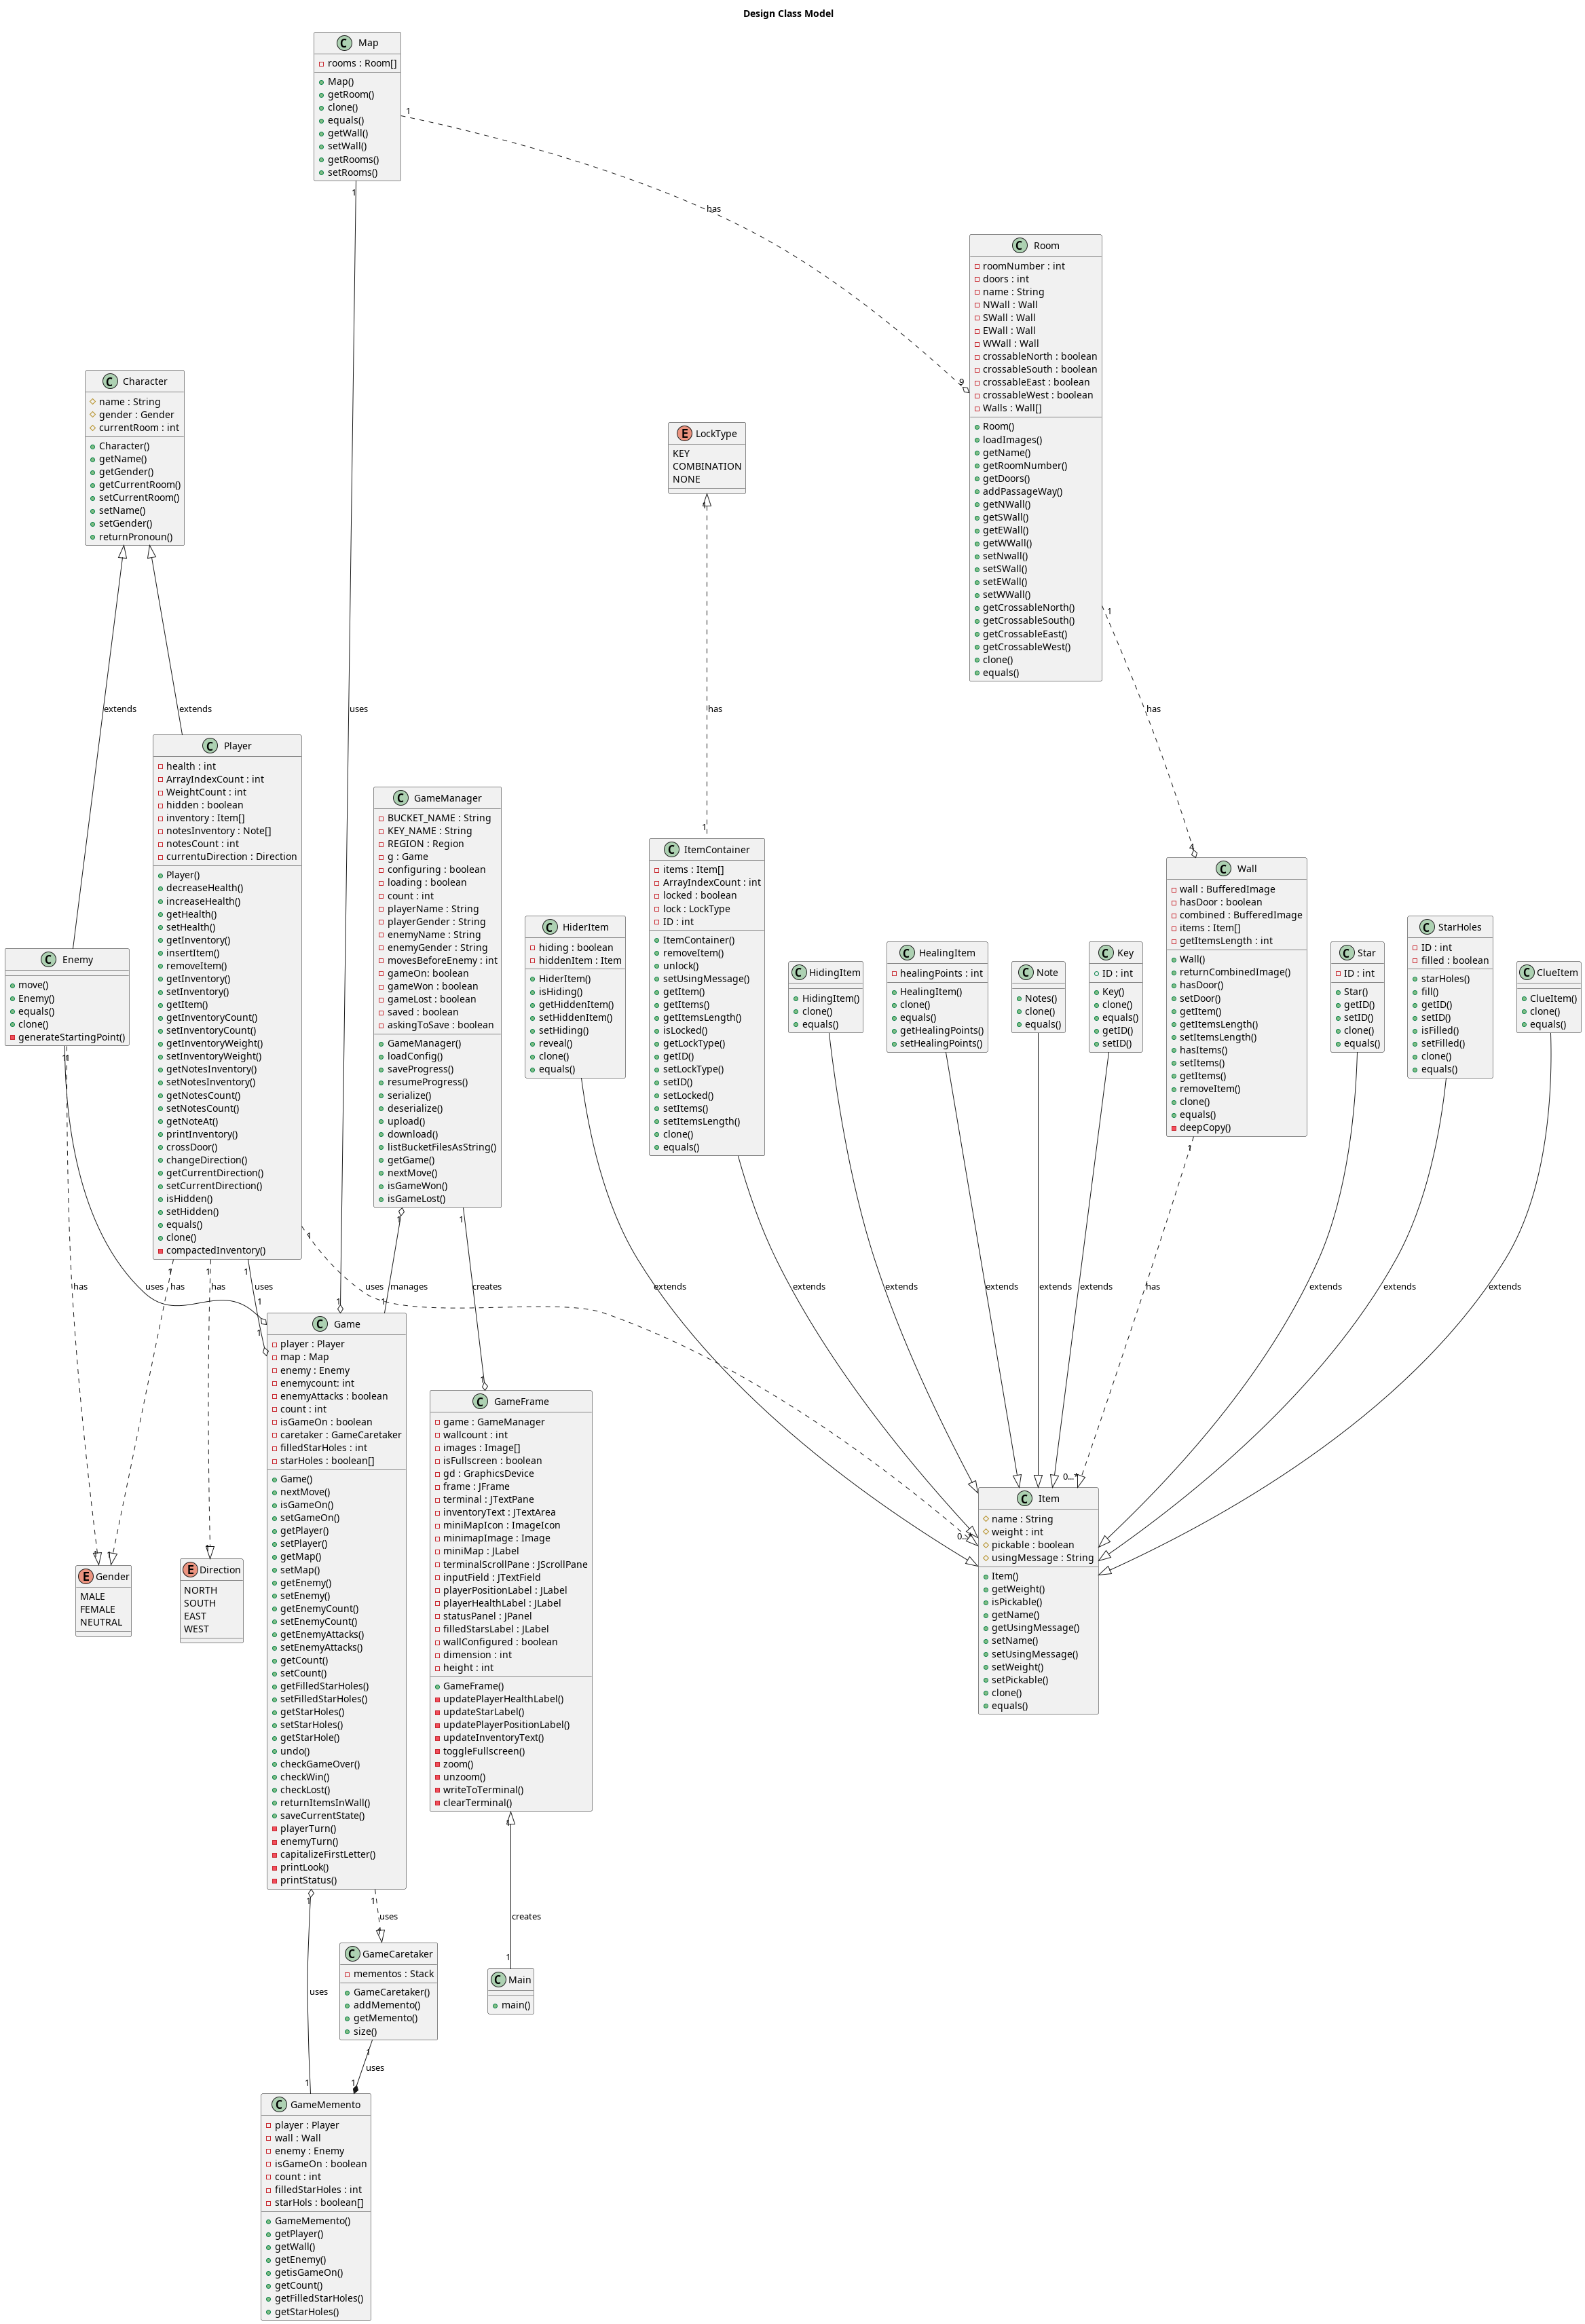 Design Class Model
Map
rooms : Room[]
Map()
getRoom()
clone()
equals()
getWall()
setWall()
getRooms()
setRooms()
1
1
has
9
Room
roomNumber : int
doors : int
name : String
NWall : Wall
SWall : Wall
EWall : Wall
WWall : Wall
crossableNorth : boolean
crossableSouth : boolean
crossableEast : boolean
crossableWest : boolean
Walls : Wall[]
Room()
loadImages()
getName()
getRoomNumber()
getDoors()
addPassageWay()
getNWall()
getSWall()
getEWall()
getWWall()
setNwall()
setSWall()
setEWall()
setWWall()
getCrossableNorth()
getCrossableSouth()
getCrossableEast()
getCrossableWest()
clone()
equals()
1
has
4
Character
name : String
gender : Gender
currentRoom : int
Character()
getName()
getGender()
getCurrentRoom()
setCurrentRoom()
setName()
setGender()
returnPronoun()
LockType
KEY
COMBINATION
NONE
1
has
1
extends
extends
uses
Player
health : int
ArrayIndexCount : int
WeightCount : int
hidden : boolean
inventory : Item[]
notesInventory : Note[]
notesCount : int
currentuDirection : Direction
Player()
decreaseHealth()
increaseHealth()
getHealth()
setHealth()
getInventory()
insertItem()
removeItem()
getInventory()
setInventory()
getItem()
getInventoryCount()
setInventoryCount()
getInventoryWeight()
setInventoryWeight()
getNotesInventory()
setNotesInventory()
getNotesCount()
setNotesCount()
getNoteAt()
printInventory()
crossDoor()
changeDirection()
getCurrentDirection()
setCurrentDirection()
isHidden()
setHidden()
equals()
clone()
compactedInventory()
GameManager
BUCKET_NAME : String
KEY_NAME : String
REGION : Region
g : Game
configuring : boolean
loading : boolean
count : int
playerName : String
playerGender : String
enemyName : String
enemyGender : String
movesBeforeEnemy : int
gameOn: boolean
gameWon : boolean
gameLost : boolean
saved : boolean
askingToSave : boolean
GameManager()
loadConfig()
saveProgress()
resumeProgress()
serialize()
deserialize()
upload()
download()
listBucketFilesAsString()
getGame()
nextMove()
isGameWon()
isGameLost()
Enemy
move()
Enemy()
equals()
clone()
generateStartingPoint()
HiderItem
hiding : boolean
hiddenItem : Item
HiderItem()
isHiding()
getHiddenItem()
setHiddenItem()
setHiding()
reveal()
clone()
equals()
ItemContainer
items : Item[]
ArrayIndexCount : int
locked : boolean
lock : LockType
ID : int
ItemContainer()
removeItem()
unlock()
setUsingMessage()
getItem()
getItems()
getItemsLength()
isLocked()
getLockType()
getID()
setLockType()
setID()
setLocked()
setItems()
setItemsLength()
clone()
equals()
HidingItem
HidingItem()
clone()
equals()
HealingItem
healingPoints : int
HealingItem()
clone()
equals()
getHealingPoints()
setHealingPoints()
Note
Notes()
clone()
equals()
Key
ID : int
Key()
clone()
equals()
getID()
setID()
Wall
wall : BufferedImage
hasDoor : boolean
combined : BufferedImage
items : Item[]
getItemsLength : int
Wall()
returnCombinedImage()
hasDoor()
setDoor()
getItem()
getItemsLength()
setItemsLength()
hasItems()
setItems()
getItems()
removeItem()
clone()
equals()
deepCopy()
Star
ID : int
Star()
getID()
setID()
clone()
equals()
StarHoles
ID : int
filled : boolean
starHoles()
fill()
getID()
setID()
isFilled()
setFilled()
clone()
equals()
ClueItem
ClueItem()
clone()
equals()
1
1
1
1
1
1
1
1
1
has
uses
has
has
uses
manages
creates
uses
extends
extends
extends
extends
extends
extends
has
extends
extends
extends
1
1
1
1
1
0...*
0...*
Game
player : Player
map : Map
enemy : Enemy
enemycount: int
enemyAttacks : boolean
count : int
isGameOn : boolean
caretaker : GameCaretaker
filledStarHoles : int
starHoles : boolean[]
Game()
nextMove()
isGameOn()
setGameOn()
getPlayer()
setPlayer()
getMap()
setMap()
getEnemy()
setEnemy()
getEnemyCount()
setEnemyCount()
getEnemyAttacks()
setEnemyAttacks()
getCount()
setCount()
getFilledStarHoles()
setFilledStarHoles()
getStarHoles()
setStarHoles()
getStarHole()
undo()
checkGameOver()
checkWin()
checkLost()
returnItemsInWall()
saveCurrentState()
playerTurn()
enemyTurn()
capitalizeFirstLetter()
printLook()
printStatus()
GameFrame
game : GameManager
wallcount : int
images : Image[]
isFullscreen : boolean
gd : GraphicsDevice
frame : JFrame
terminal : JTextPane
inventoryText : JTextArea
miniMapIcon : ImageIcon
minimapImage : Image
miniMap : JLabel
terminalScrollPane : JScrollPane
inputField : JTextField
playerPositionLabel : JLabel
playerHealthLabel : JLabel
statusPanel : JPanel
filledStarsLabel : JLabel
wallConfigured : boolean
dimension : int
height : int
GameFrame()
updatePlayerHealthLabel()
updateStarLabel()
updatePlayerPositionLabel()
updateInventoryText()
toggleFullscreen()
zoom()
unzoom()
writeToTerminal()
clearTerminal()
Item
name : String
weight : int
pickable : boolean
usingMessage : String
Item()
getWeight()
isPickable()
getName()
getUsingMessage()
setName()
setUsingMessage()
setWeight()
setPickable()
clone()
equals()
Gender
MALE
FEMALE
NEUTRAL
Direction
NORTH
SOUTH
EAST
WEST
1
1
1
uses
creates
1
GameCaretaker
mementos : Stack
GameCaretaker()
addMemento()
getMemento()
size()
Main
main()
uses
1
uses
1
1
GameMemento
player : Player
wall : Wall
enemy : Enemy
isGameOn : boolean
count : int
filledStarHoles : int
starHols : boolean[]
GameMemento()
getPlayer()
getWall()
getEnemy()
getisGameOn()
getCount()
getFilledStarHoles()
getStarHoles()